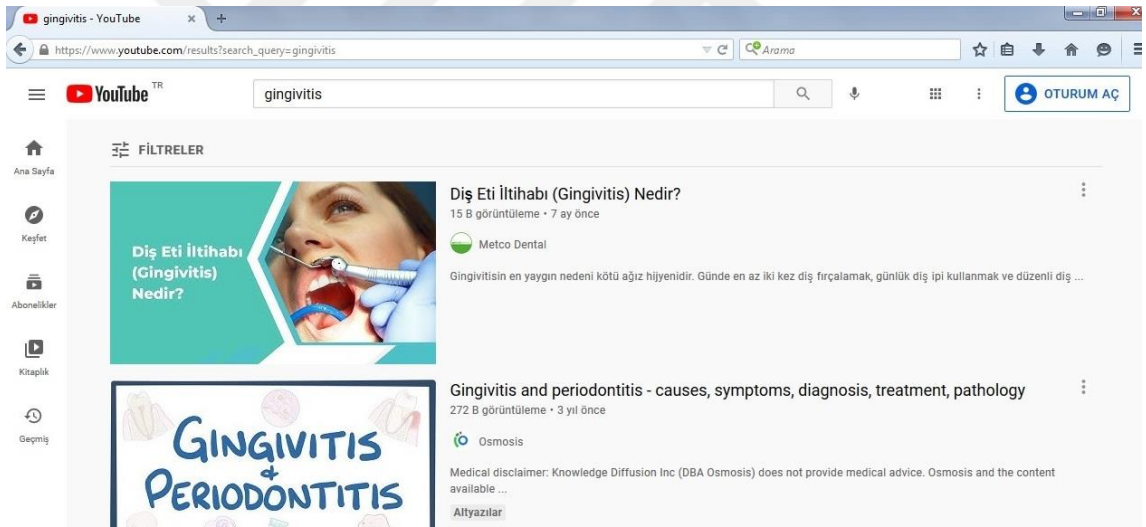 gingivitis - YouTube
https://www.youtube.com/results?search_query=gingivitis
Arama
YouTube TR
gingivitis
OTURUM AÇ
Ana Sayfa
Keşfet
Abonelikler
Kitaplık
Geçmiş
FİLTRELER
Diş Eti İltihabı
(Gingivitis)
Nedir?
Diş Eti İltihabı (Gingivitis) Nedir?
15 B görüntüleme • 7 ay önce
Metco Dental
Gingivitisin en yaygın nedeni kötü ağız hijyenidir. Günde en az iki kez diş fırçalamak, günlük diş ipi kullanmak ve düzenli diş ...
GINGIVITIS
&
PERIODONTITIS
Gingivitis and periodontitis - causes, symptoms, diagnosis, treatment, pathology
272 B görüntüleme • 3 yıl önce
Osmosis
Medical disclaimer: Knowledge Diffusion Inc (DBA Osmosis) does not provide medical advice. Osmosis and the content
available ...
Altyazılar